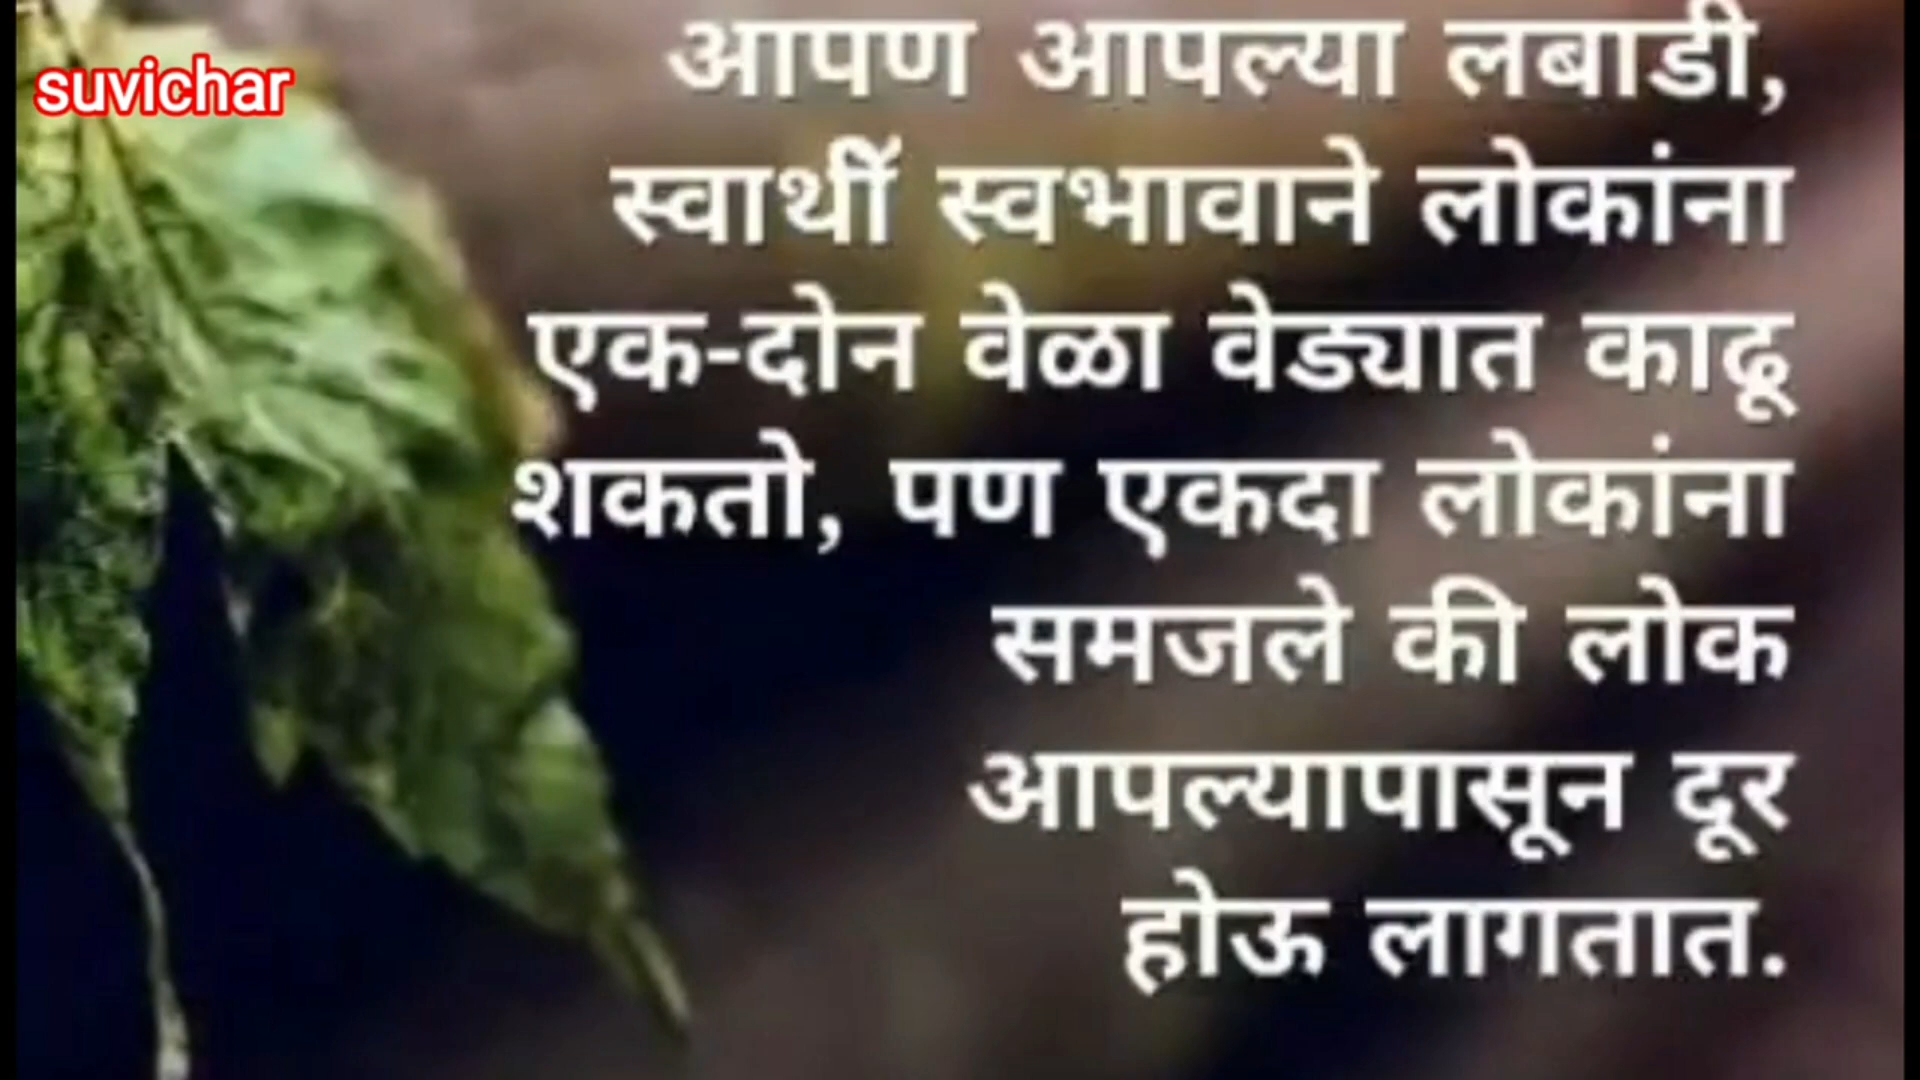 suvichar
आपण आपल्या लबाडी,
स्वार्थी स्वभावाने लोकांना
एक-दोन वेळा वेड्यात काढू
शकतो, पण एकदा लोकांना
समजले की लोक
आपल्यापासून दूर
होऊ लागतात.